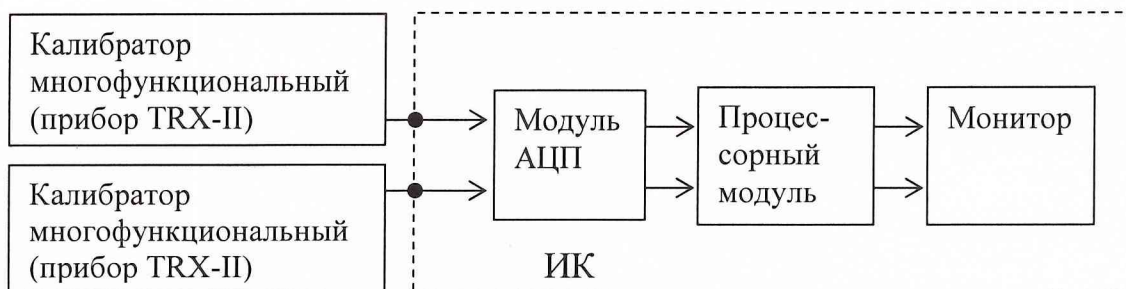 Калибратор
многофункциональный
(прибор TRX-II)
Калибратор
многофункциональный
(прибор TRX-II)
Модуль
АЦП
Процес-
сорный
модуль
Монитор
ИК